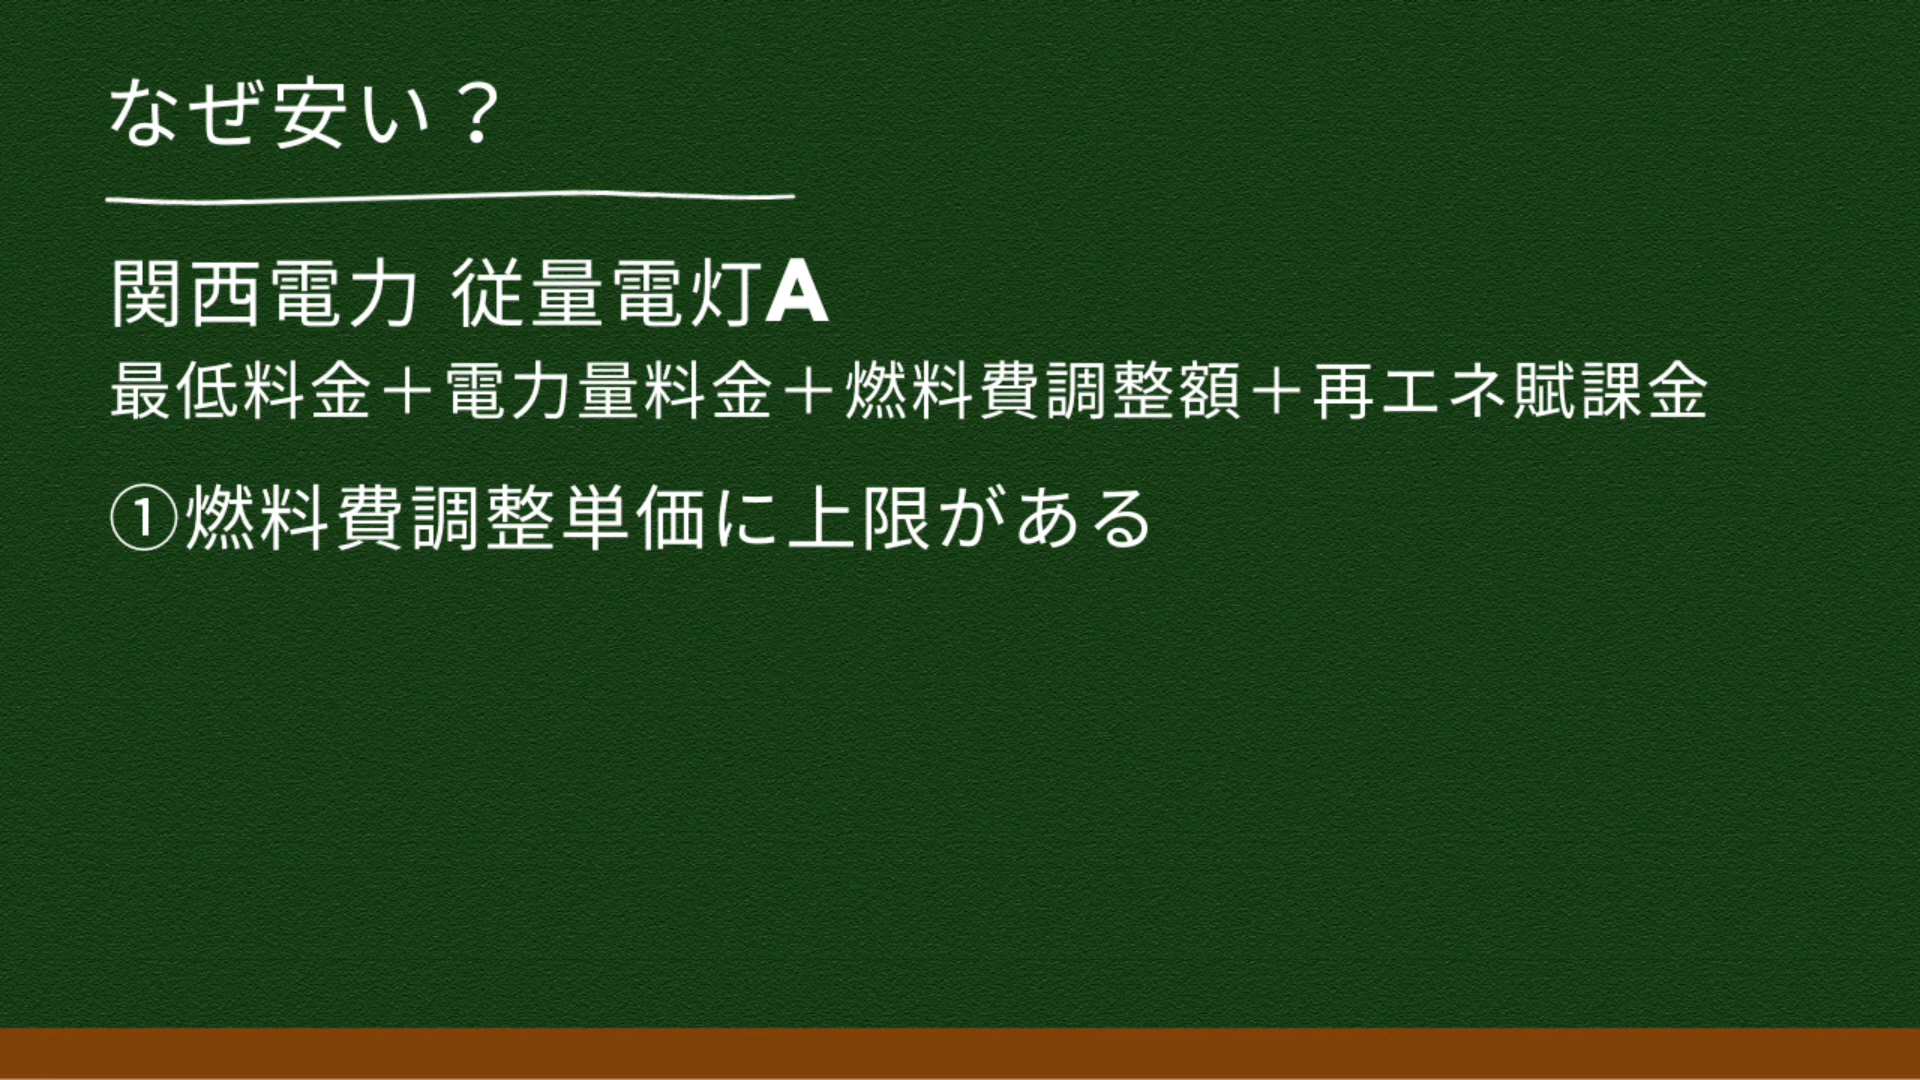 なぜ安い？
関西電力 従量電灯A
最低料金＋電力量料金＋燃料費調整額＋再エネ賦課金
①燃料費調整単価に上限がある